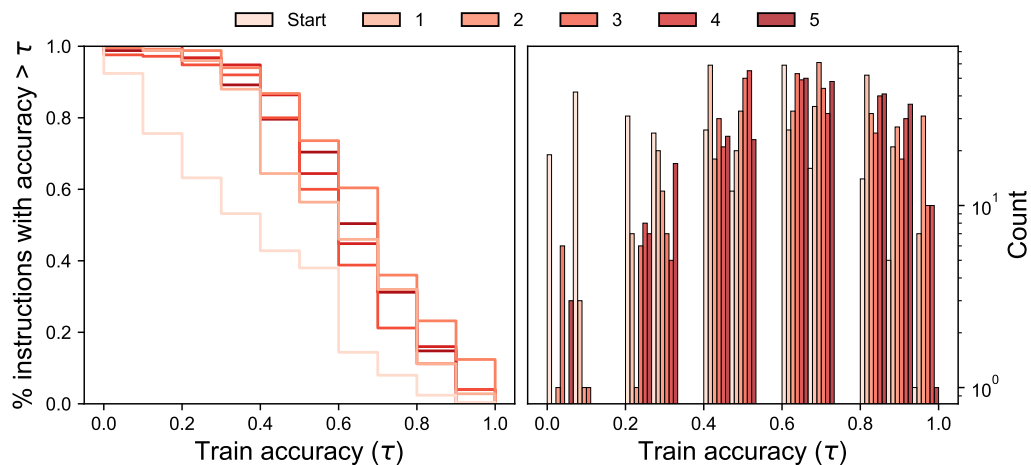 Start 1 2 3 4 5
% instructions with accuracy > τ
1.0
0.8
0.6
0.4
0.2
0.0
0.0 0.2 0.4 0.6 0.8 1.0
Train accuracy (τ)
0.0 0.2 0.4 0.6 0.8 1.0
Train accuracy (τ)
10¹
10⁰
Count